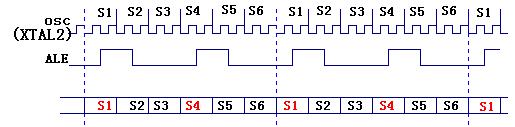 S1 S2 S3 S4 S5 S6 S1 S2 S3 S4 S5 S6 S1
OSC
(XTAL2)
ALE
S1 S2 S3 S4 S5 S6 S1 S2 S3 S4 S5 S6 S1